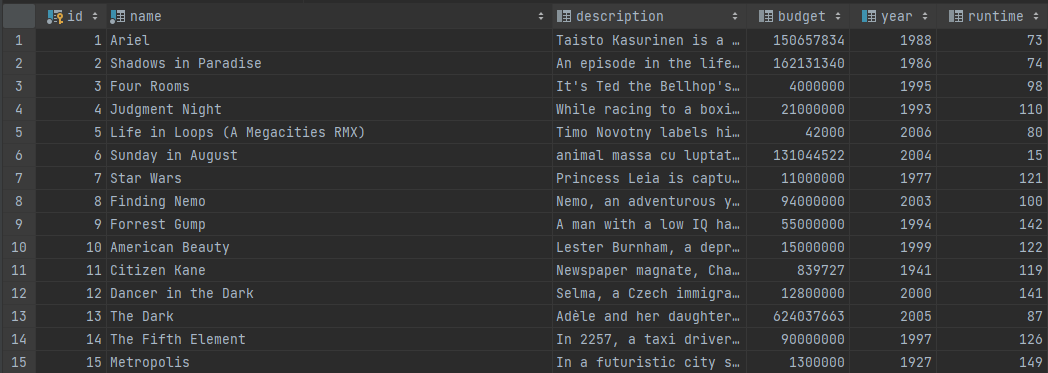 id name description budget year runtime
1 1 Ariel Taisto Kasurinen is a … 150657834 1988 73
2 2 Shadows in Paradise An episode in the life… 162131340 1986 74
3 3 Four Rooms It's Ted the Bellhop's… 4000000 1995 98
4 4 Judgment Night While racing to a boxi… 21000000 1993 110
5 5 Life in Loops (A Megacities RMX) Timo Novotny labels hi… 42000 2006 80
6 6 Sunday in August animal massa cu luptat… 131044522 2004 15
7 7 Star Wars Princess Leia is captu… 11000000 1977 121
8 8 Finding Nemo Nemo, an adventurous y… 94000000 2003 100
9 9 Forrest Gump A man with a low IQ ha… 55000000 1994 142
10 10 American Beauty Lester Burnham, a depr… 15000000 1999 122
11 11 Citizen Kane Newspaper magnate, Cha… 839727 1941 119
12 12 Dancer in the Dark Selma, a Czech immigra… 12800000 2000 141
13 13 The Dark Adèle and her daughter… 624037663 2005 87
14 14 The Fifth Element In 2257, a taxi driver… 90000000 1997 126
15 15 Metropolis In a futuristic city s… 1300000 1927 149